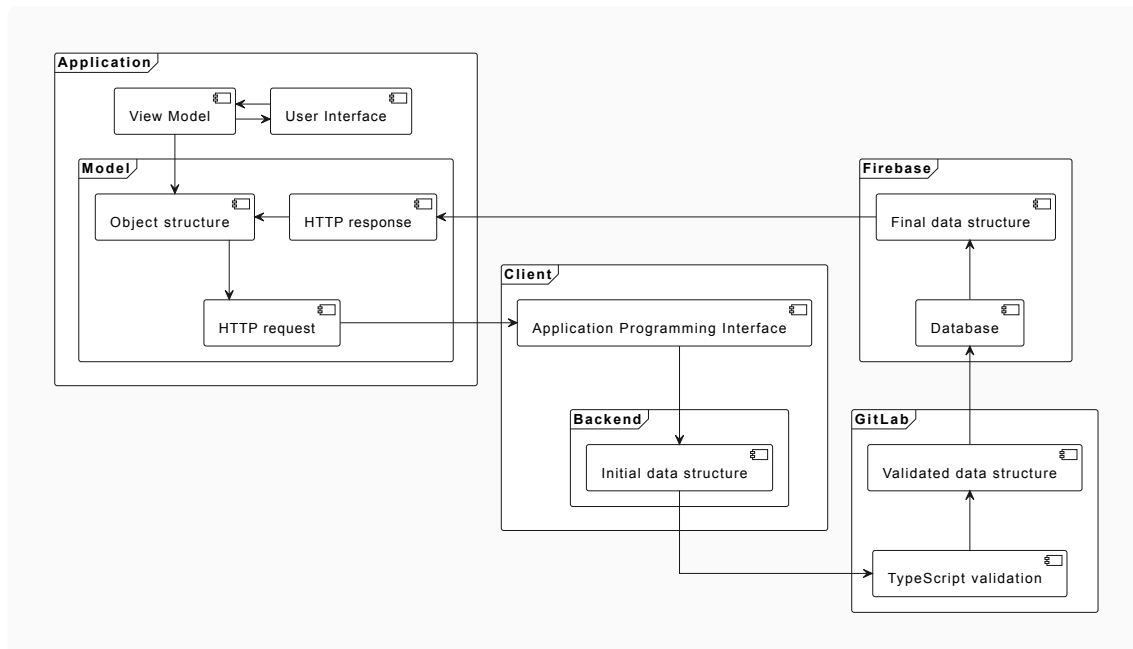 Application
View Model
User Interface
Model
Object structure
HTTP response
HTTP request
Client
Application Programming Interface
Backend
Initial data structure
Firebase
Final data structure
Database
GitLab
Validated data structure
TypeScript validation